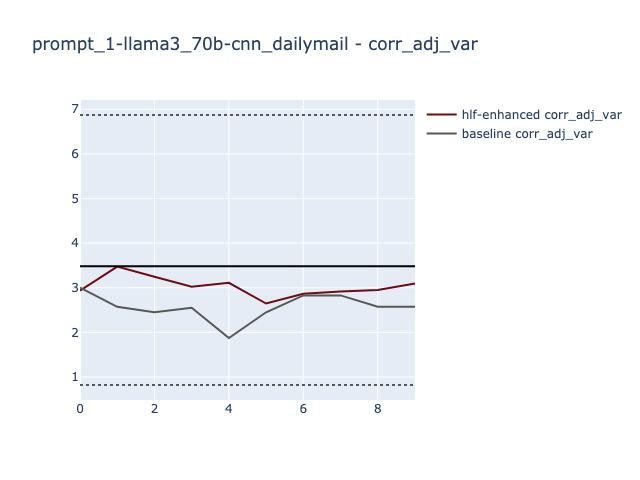 prompt_1-llama3_70b-cnn_dailymail - corr_adj_var
hlf-enhanced corr_adj_var
baseline corr_adj_var
7
6
5
4
3
2
1
0 2 4 6 8